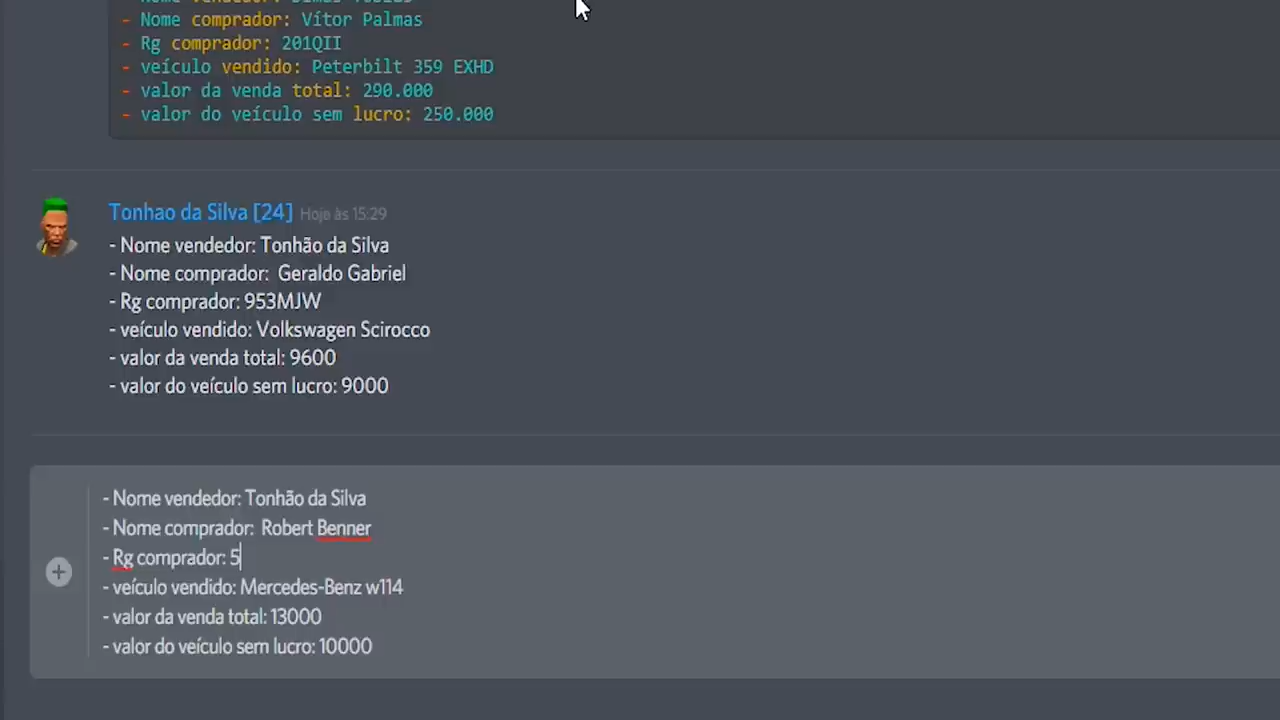 - Nome comprador: Vítor Palmas
- Rg comprador: 201QII
- veículo vendido: Peterbilt 359 EXHD
- valor da venda total: 290.000
- valor do veículo sem lucro: 250.000
Tonhao da Silva [24] Hoje às 15:29
- Nome vendedor: Tonhão da Silva
- Nome comprador:  Geraldo Gabriel
- Rg comprador: 953MJW
- veículo vendido: Volkswagen Scirocco
- valor da venda total: 9600
- valor do veículo sem lucro: 9000
- Nome vendedor: Tonhão da Silva
- Nome comprador:  Robert Benner
- Rg comprador: 5
- veículo vendido: Mercedes-Benz w114
- valor da venda total: 13000
- valor do veículo sem lucro: 10000